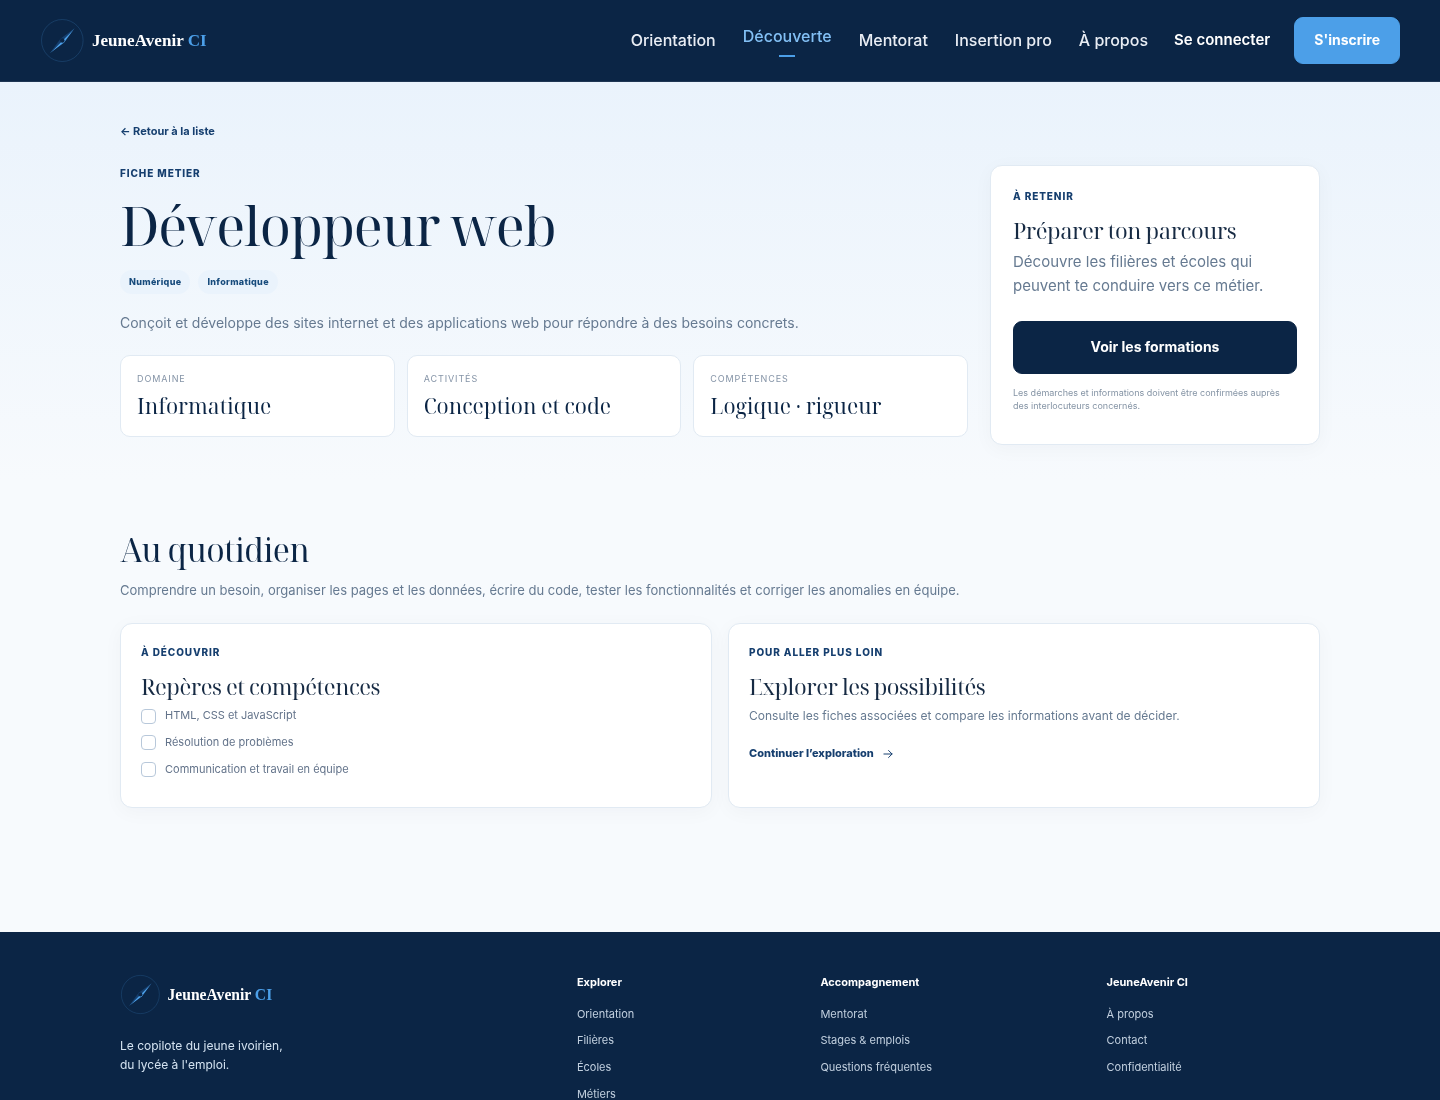 JeuneAvenir CI
Orientation
Découverte
Mentorat
Insertion pro
À propos
Se connecter
S'inscrire
← Retour à la liste
FICHE METIER
Développeur web
Numérique
Informatique
Conçoit et développe des sites internet et des applications web pour répondre à des besoins concrets.
DOMAINE
Informatique
ACTIVITÉS
Conception et code
COMPÉTENCES
Logique · rigueur
À RETENIR
Préparer ton parcours
Découvre les filières et écoles qui
peuvent te conduire vers ce métier.
Voir les formations
Les démarches et informations doivent être confirmées auprès
des interlocuteurs concernés.
Au quotidien
Comprendre un besoin, organiser les pages et les données, écrire du code, tester les fonctionnalités et corriger les anomalies en équipe.
À DÉCOUVRIR
Repères et compétences
HTML, CSS et JavaScript
Résolution de problèmes
Communication et travail en équipe
POUR ALLER PLUS LOIN
Explorer les possibilités
Consulte les fiches associées et compare les informations avant de décider.
Continuer l’exploration →
JeuneAvenir CI
Le copilote du jeune ivoirien,
du lycée à l'emploi.
Explorer
Orientation
Filières
Écoles
Métiers
Accompagnement
Mentorat
Stages & emplois
Questions fréquentes
JeuneAvenir CI
À propos
Contact
Confidentialité